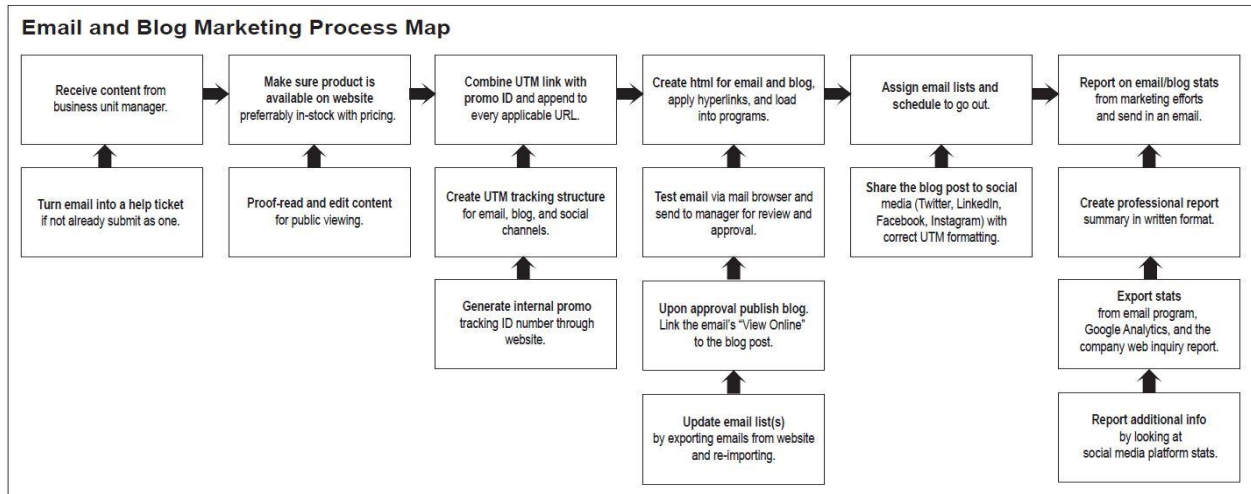 Email and Blog Marketing Process Map
Receive content from
business unit manager.
Make sure product is
available on website
preferrably in-stock with pricing.
Combine UTM link with
promo ID and append to
every applicable URL.
Create html for email and blog,
apply hyperlinks, and load
into programs.
Assign email lists and
schedule to go out.
Report on email/blog stats
from marketing efforts
and send in an email.
Turn email into a help ticket
if not already submit as one.
Proof-read and edit content
for public viewing.
Create UTM tracking structure
for email, blog, and social
channels.
Test email via mail browser and
send to manager for review and
approval.
Share the blog post to social
media (Twitter, LinkedIn,
Facebook, Instagram) with
correct UTM formatting.
Create professional report
summary in written format.
Generate internal promo
tracking ID number through
website.
Upon approval publish blog.
Link the email's “View Online”
to the blog post.
Export stats
from email program,
Google Analytics, and the
company web inquiry report.
Update email list(s)
by exporting emails from website
and re-importing.
Report additional info
by looking at
social media platform stats.